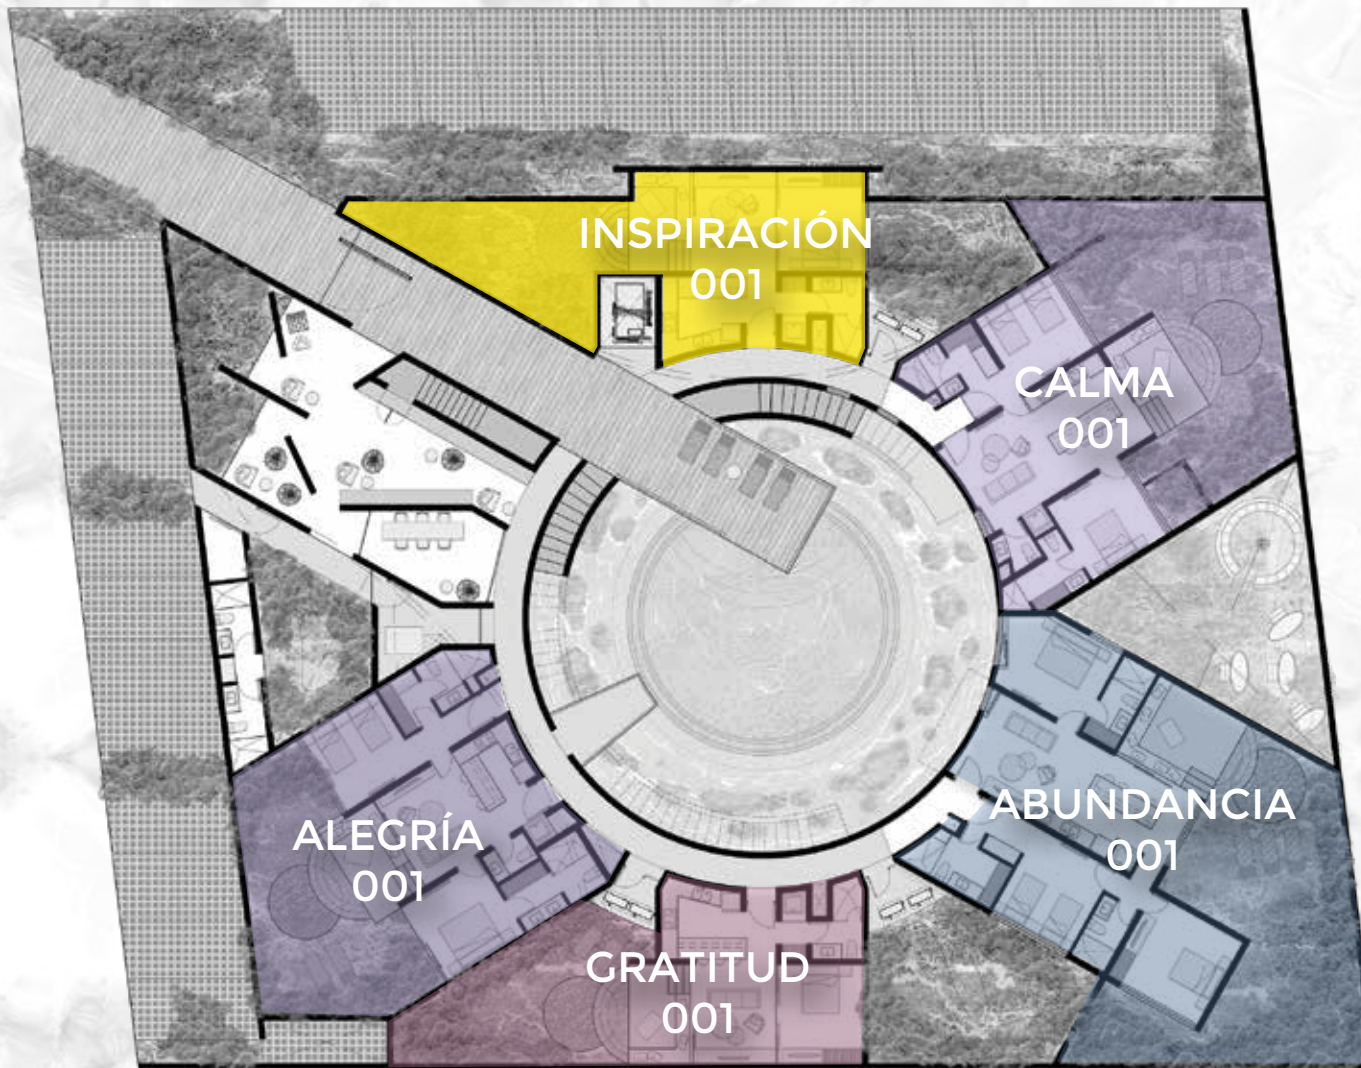 INSPIRACIÓN
001
CALMA
001
ABUNDANCIA
001
ALEGRÍA
001
GRATITUD
001